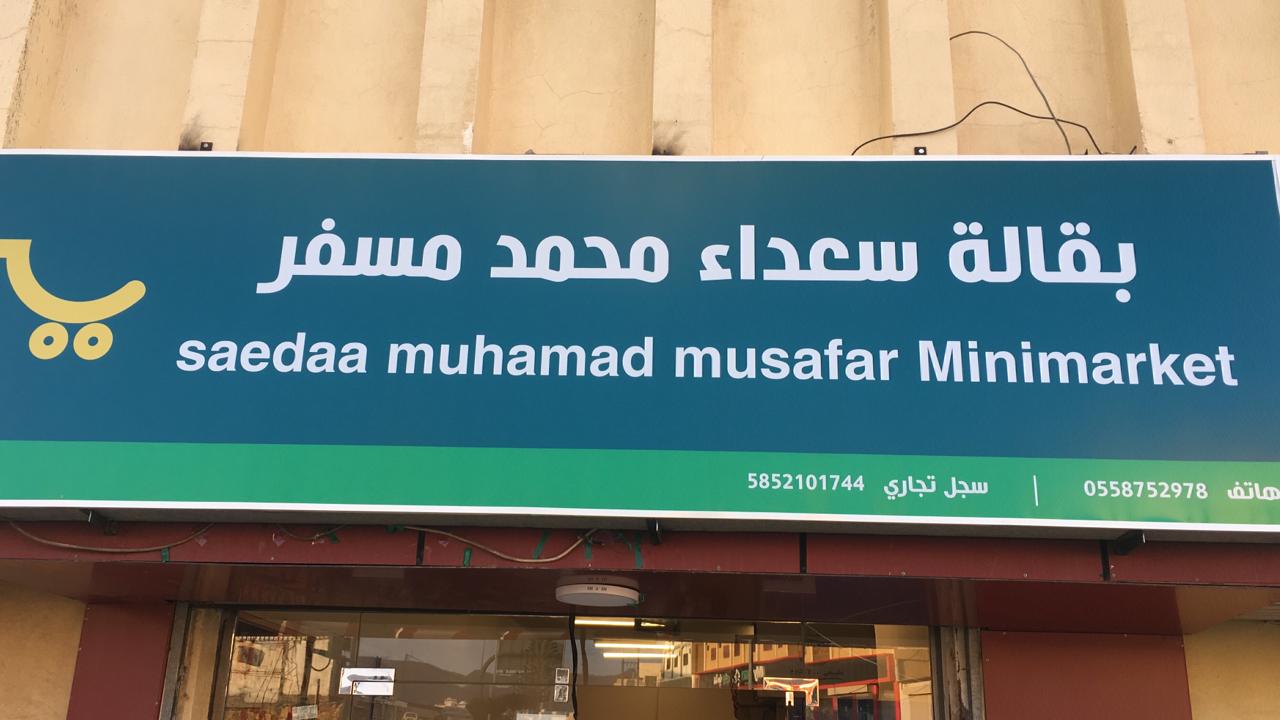 بقالة سعداء محمد مسفر
saedaa muhamad musafar Minimarket
هاتف 0558752978 | سجل تجاري 5852101744